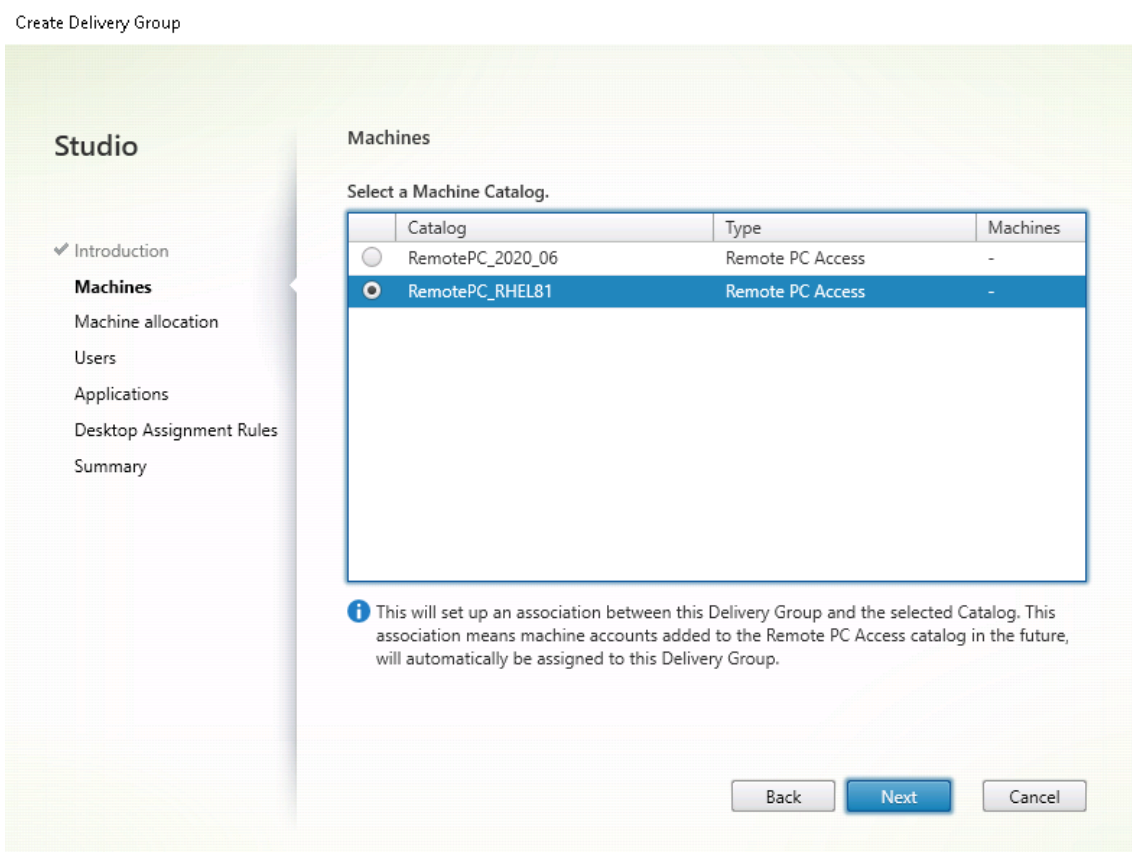 Create Delivery Group
Studio
Introduction
Machines
Machine allocation
Users
Applications
Desktop Assignment Rules
Summary
Machines
Select a Machine Catalog.
Catalog Type Machines
RemotePC_2020_06 Remote PC Access -
RemotePC_RHEL81 Remote PC Access -
This will set up an association between this Delivery Group and the selected Catalog. This
association means machine accounts added to the Remote PC Access catalog in the future,
will automatically be assigned to this Delivery Group.
Back Next Cancel